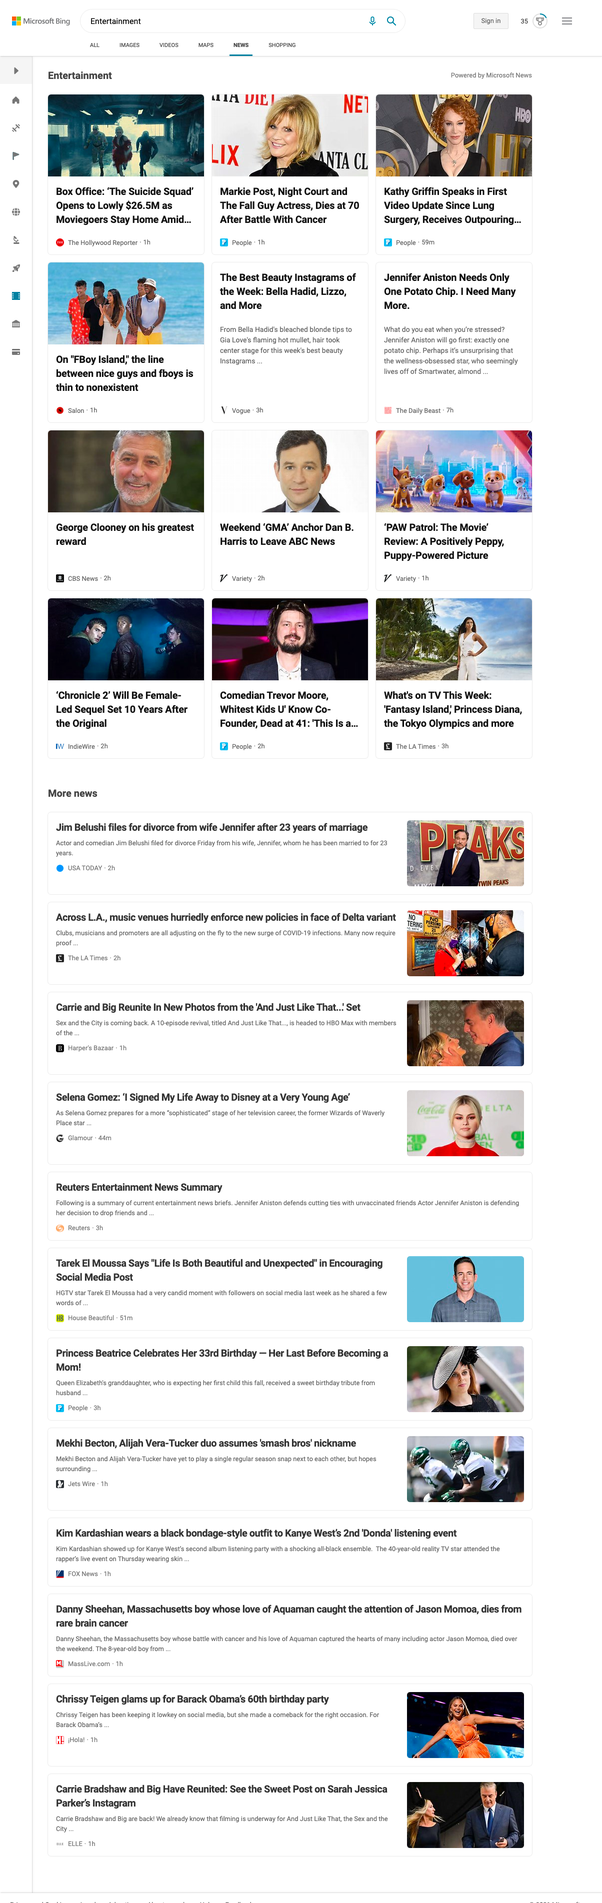 Microsoft Bing
Entertainment
Sign in
35
ALL
IMAGES
VIDEOS
MAPS
NEWS
SHOPPING
Entertainment
Powered by Microsoft News
Box Office: ‘The Suicide Squad’
Opens to Lowly $26.5M as
Moviegoers Stay Home Amid...
The Hollywood Reporter · 1h
NET
LIX
ANTA CL
Markie Post, Night Court and
The Fall Guy Actress, Dies at 70
After Battle With Cancer
People · 1h
HBO
Kathy Griffin Speaks in First
Video Update Since Lung
Surgery, Receives Outpouring...
People · 59m
On "FBoy Island," the line
between nice guys and fboys is
thin to nonexistent
Salon · 1h
The Best Beauty Instagrams of
the Week: Bella Hadid, Lizzo,
and More
From Bella Hadid's bleached blonde tips to
Gia Love's flaming hot mullet, hair took
center stage for this week's best beauty
Instagrams ...
Vogue · 3h
Jennifer Aniston Needs Only
One Potato Chip. I Need Many
More.
What do you eat when you're stressed?
Jennifer Aniston will go first: exactly one
potato chip. Perhaps it's unsurprising that
the wellness-obsessed star, who seemingly
lives off of Smartwater, almond ...
The Daily Beast · 7h
George Clooney on his greatest
reward
CBS News · 2h
Weekend ‘GMA’ Anchor Dan B.
Harris to Leave ABC News
Variety · 2h
‘PAW Patrol: The Movie’
Review: A Positively Peppy,
Puppy-Powered Picture
Variety · 1h
‘Chronicle 2’ Will Be Female-
Led Sequel Set 10 Years After
the Original
IndieWire · 2h
Comedian Trevor Moore,
Whitest Kids U' Know Co-
Founder, Dead at 41: 'This Is a...
People · 2h
What's on TV This Week:
'Fantasy Island,' Princess Diana,
the Tokyo Olympics and more
The LA Times · 3h
More news
Jim Belushi files for divorce from wife Jennifer after 23 years of marriage
Actor and comedian Jim Belushi filed for divorce Friday from his wife, Jennifer, whom he has been married to for 23
years.
USA TODAY · 2h
PEAKS
TWIN PEAKS
Across L.A., music venues hurriedly enforce new policies in face of Delta variant
Clubs, musicians and promoters are all adjusting on the fly to the new surge of COVID-19 infections. Many now require
proof ...
The LA Times · 2h
Carrie and Big Reunite In New Photos from the 'And Just Like That...' Set
Sex and the City is coming back. A 10-episode revival, titled And Just Like That..., is headed to HBO Max with members
of the ...
Harper's Bazaar · 1h
Selena Gomez: ‘I Signed My Life Away to Disney at a Very Young Age’
As Selena Gomez prepares for a more “sophisticated” stage of her television career, the former Wizards of Waverly
Place star ...
Glamour · 44m
Coca-Cola
DELTA
Reuters Entertainment News Summary
Following is a summary of current entertainment news briefs. Jennifer Aniston defends cutting ties with unvaccinated friends Actor Jennifer Aniston is defending
her decision to drop friends and ...
Reuters · 3h
Tarek El Moussa Says "Life Is Both Beautiful and Unexpected" in Encouraging
Social Media Post
HGTV star Tarek El Moussa had a very candid moment with followers on social media last week as he shared a few
words of ...
House Beautiful · 51m
Princess Beatrice Celebrates Her 33rd Birthday — Her Last Before Becoming a
Mom!
Queen Elizabeth's granddaughter, who is expecting her first child this fall, received a sweet birthday tribute from
husband ...
People · 3h
Mekhi Becton, Alijah Vera-Tucker duo assumes 'smash bros' nickname
Mekhi Becton and Alijah Vera-Tucker have yet to play a single regular season snap next to each other, but hopes
surrounding ...
Jets Wire · 1h
Kim Kardashian wears a black bondage-style outfit to Kanye West's 2nd 'Donda' listening event
Kim Kardashian showed up for Kanye West's second album listening party with a shocking all-black ensemble. The 40-year-old reality TV star attended the
rapper's live event on Thursday wearing skin ...
FOX News · 1h
Danny Sheehan, Massachusetts boy whose love of Aquaman caught the attention of Jason Momoa, dies from
rare brain cancer
Danny Sheehan, the Massachusetts boy whose battle with cancer and his love of Aquaman captured the hearts of many including actor Jason Momoa, died over
the weekend. The 8-year-old boy from ...
MassLive.com · 1h
Chrissy Teigen glams up for Barack Obama's 60th birthday party
Chrissy Teigen has been keeping it lowkey on social media, but she made a comeback for the right occasion. For
Barack Obama's ...
¡Hola! · 1h
Carrie Bradshaw and Big Have Reunited: See the Sweet Post on Sarah Jessica
Parker's Instagram
Carrie Bradshaw and Big are back! We already know that filming is underway for And Just Like That, the Sex and the
City ...
ELLE · 1h